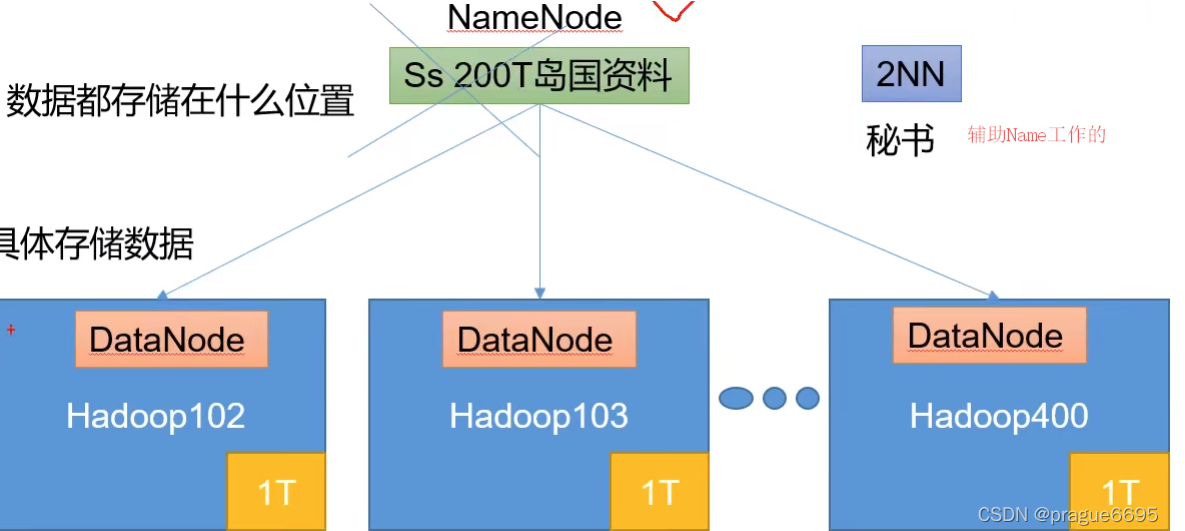 NameNode
Ss 200T岛国资料
2NN
数据都存储在什么位置
秘书
辅助Name工作的
具体存储数据
DataNode
DataNode
DataNode
Hadoop102
Hadoop103
Hadoop400
1T
1T
1T
CSDN @prague6695